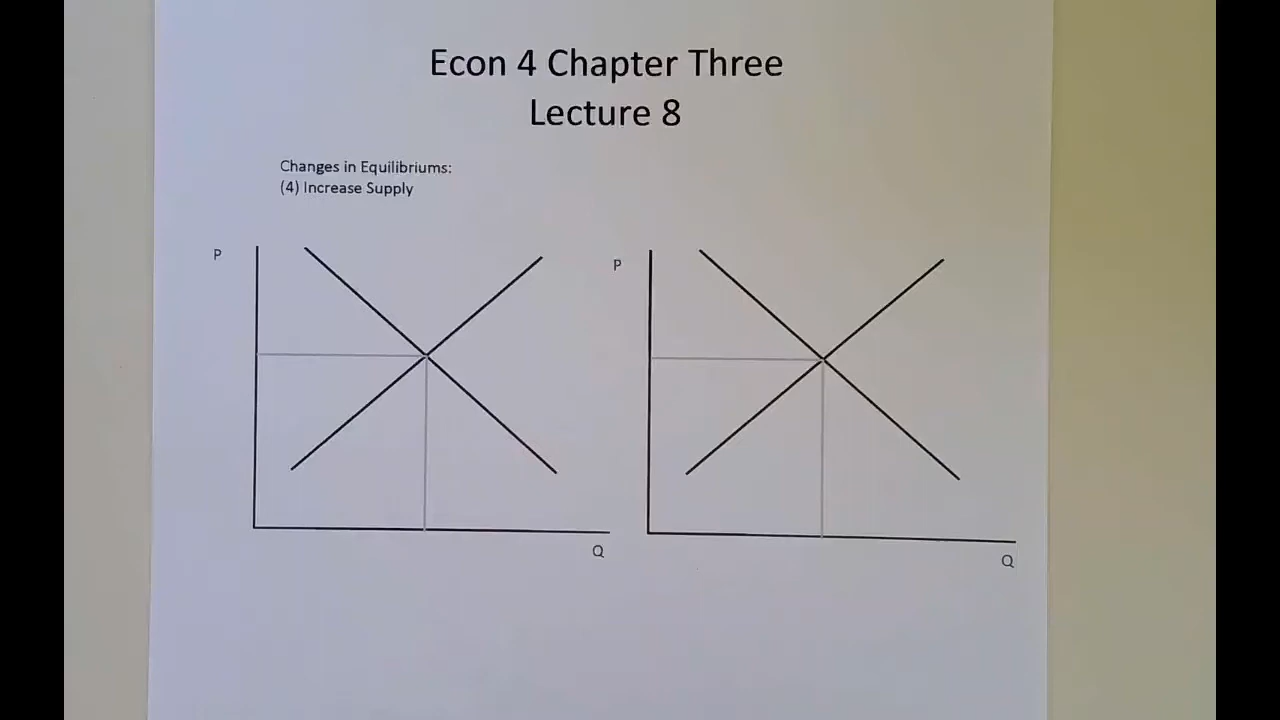 Econ 4 Chapter Three
Lecture 8
Changes in Equilibriums:
(4) Increase Supply
P
P
Q
Q